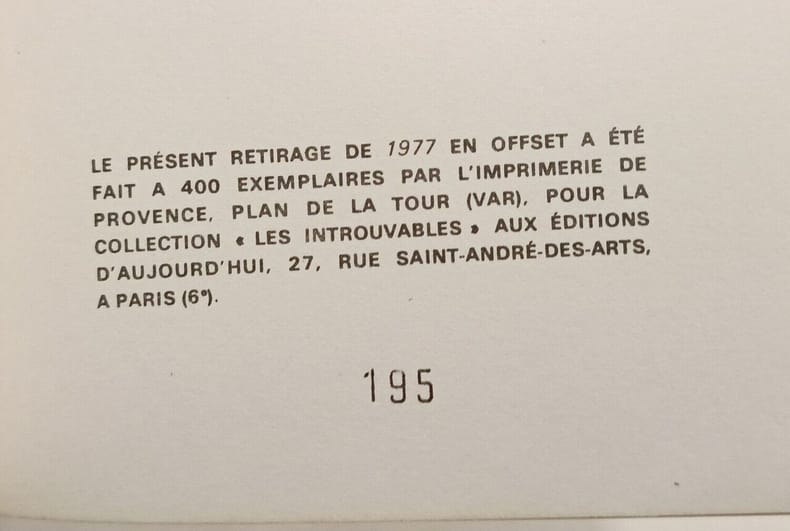 LE PRÉSENT RETIRAGE DE 1977 EN OFFSET A ÉTÉ
FAIT A 400 EXEMPLAIRES PAR L'IMPRIMERIE DE
PROVENCE, PLAN DE LA TOUR (VAR), POUR LA
COLLECTION « LES INTROUVABLES » AUX ÉDITIONS
D'AUJOURD'HUI, 27, RUE SAINT-ANDRÉ-DES-ARTS,
A PARIS (6e).
195